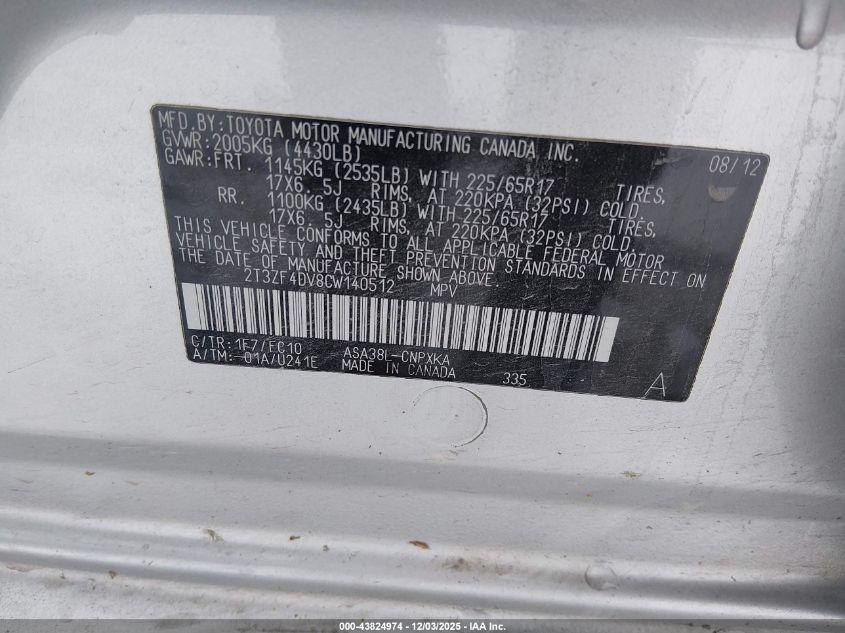 MFD. BY: TOYOTA MOTOR MANUFACTURING CANADA INC. 08/12
GVWR: 2005KG (4430LB)
GAWR: FRT. 1145KG (2535LB) WITH 225/65R17 TIRES,
17X6. 5J RIMS, AT 220KPA (32PSI) COLD.
RR. 1100KG (2435LB) WITH 225/65R17 TIRES,
17X6. 5J RIMS, AT 220KPA (32PSI) COLD.
THIS VEHICLE CONFORMS TO ALL APPLICABLE FEDERAL MOTOR
VEHICLE SAFETY AND THEFT PREVENTION STANDARDS IN EFFECT ON
THE DATE OF MANUFACTURE SHOWN ABOVE.
2T3ZF4DV8CW140512 MPV
C/TR: 1F7/FC10 ASA38L-CNPXKA
A/TM: -01A/U241E MADE IN CANADA 335 A
000-43824974 - 12/03/2025 - IAA Inc.